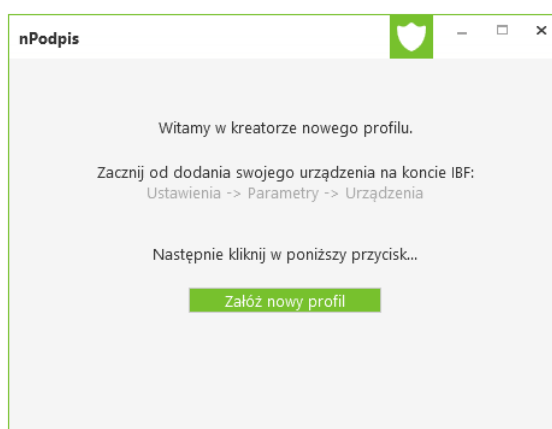 nPodpis
Witamy w kreatorze nowego profilu.
Zacznij od dodania swojego urządzenia na koncie IBF:
Ustawienia -> Parametry -> Urządzenia
Następnie kliknij w poniższy przycisk...
Załóż nowy profil